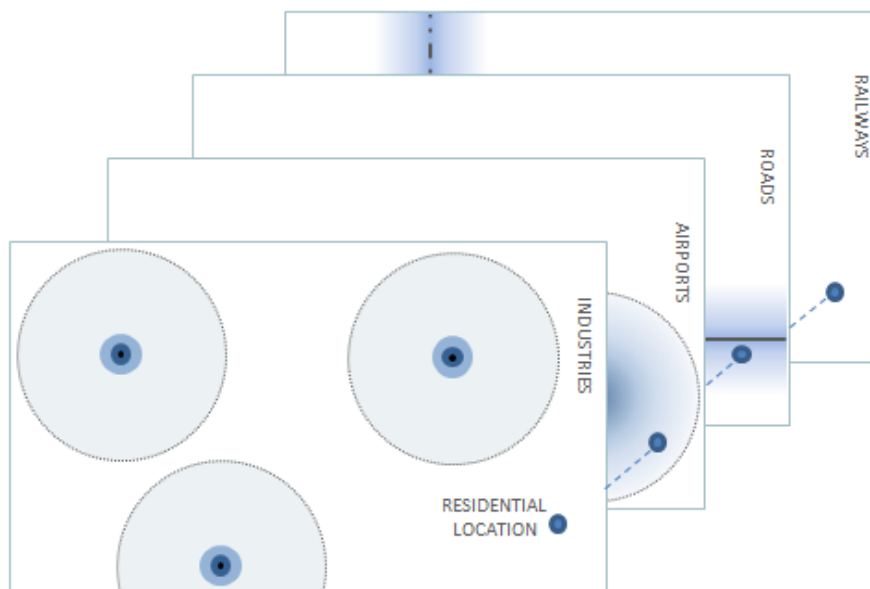 RAILWAYS
ROADS
AIRPORTS
INDUSTRIES
RESIDENTIAL
LOCATION